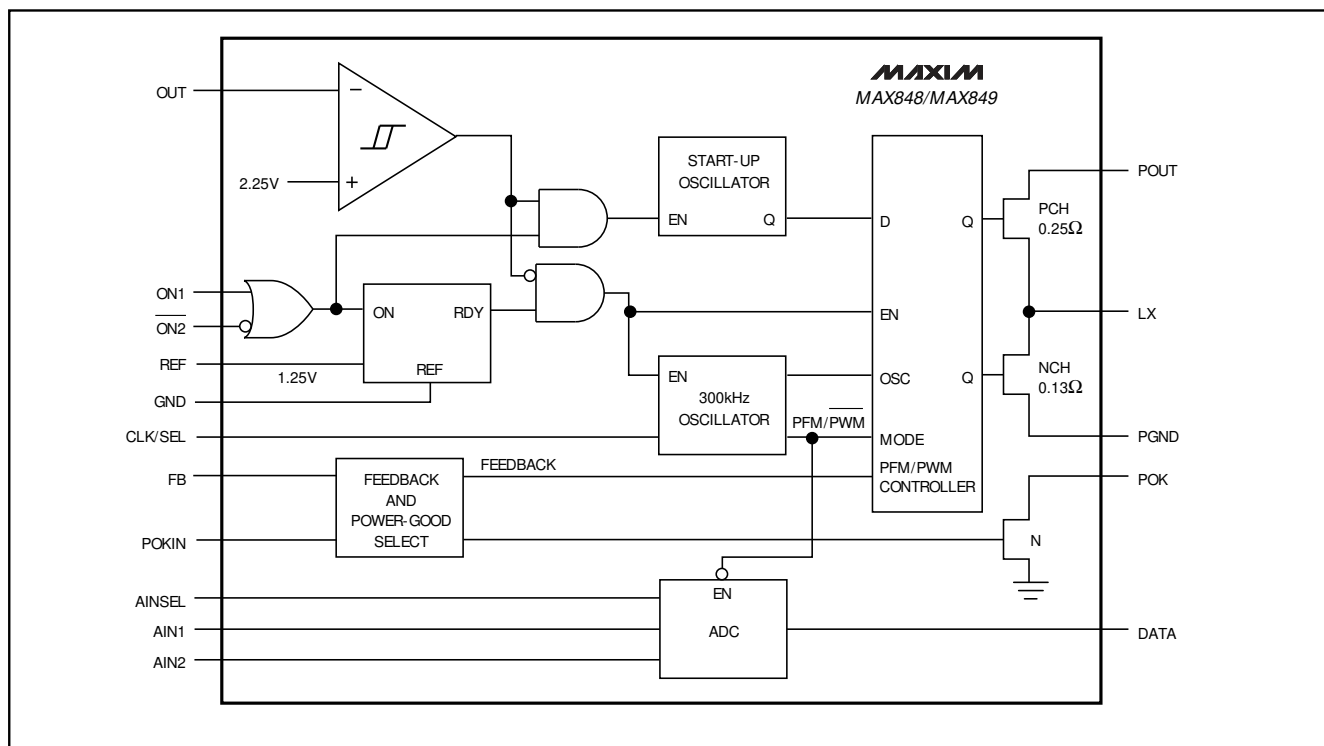 MAXIM
MAX848/MAX849
OUT
−
2.25V
+
START-UP
OSCILLATOR
EN
Q
D
Q
PCH
0.25Ω
POUT
ON1
ON2
ON
RDY
REF
REF
1.25V
GND
EN
LX
EN
300kHz
OSCILLATOR
OSC
Q
NCH
0.13Ω
CLK/SEL
PFM/PWM
MODE
PGND
FB
FEEDBACK
AND
POWER-GOOD
SELECT
FEEDBACK
PFM/PWM
CONTROLLER
POK
POKIN
N
AINSEL
AIN1
AIN2
EN
ADC
DATA